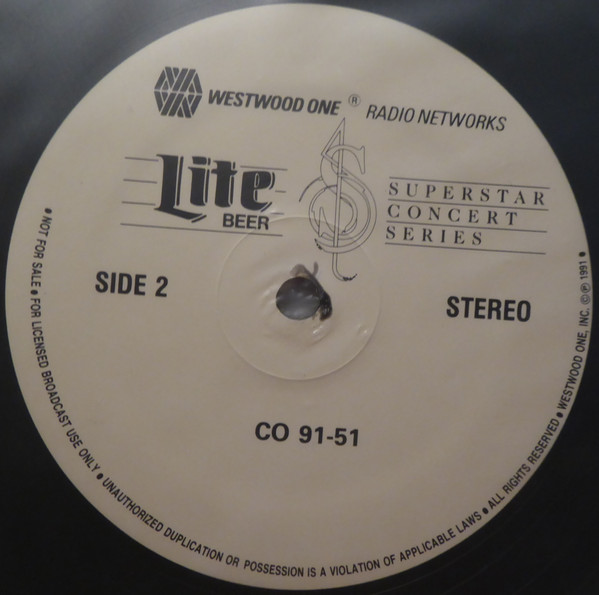 WESTWOOD ONE ® RADIO NETWORKS
Lite
BEER
SUPERSTAR
CONCERT
SERIES
SIDE 2
STEREO
CO 91-51
● NOT FOR SALE ● FOR LICENSED BROADCAST USE ONLY ● UNAUTHORIZED DUPLICATION OR POSSESSION IS A VIOLATION OF APPLICABLE LAWS ● ALL RIGHTS RESERVED ● WESTWOOD ONE, INC. © ℗ 1991 ●